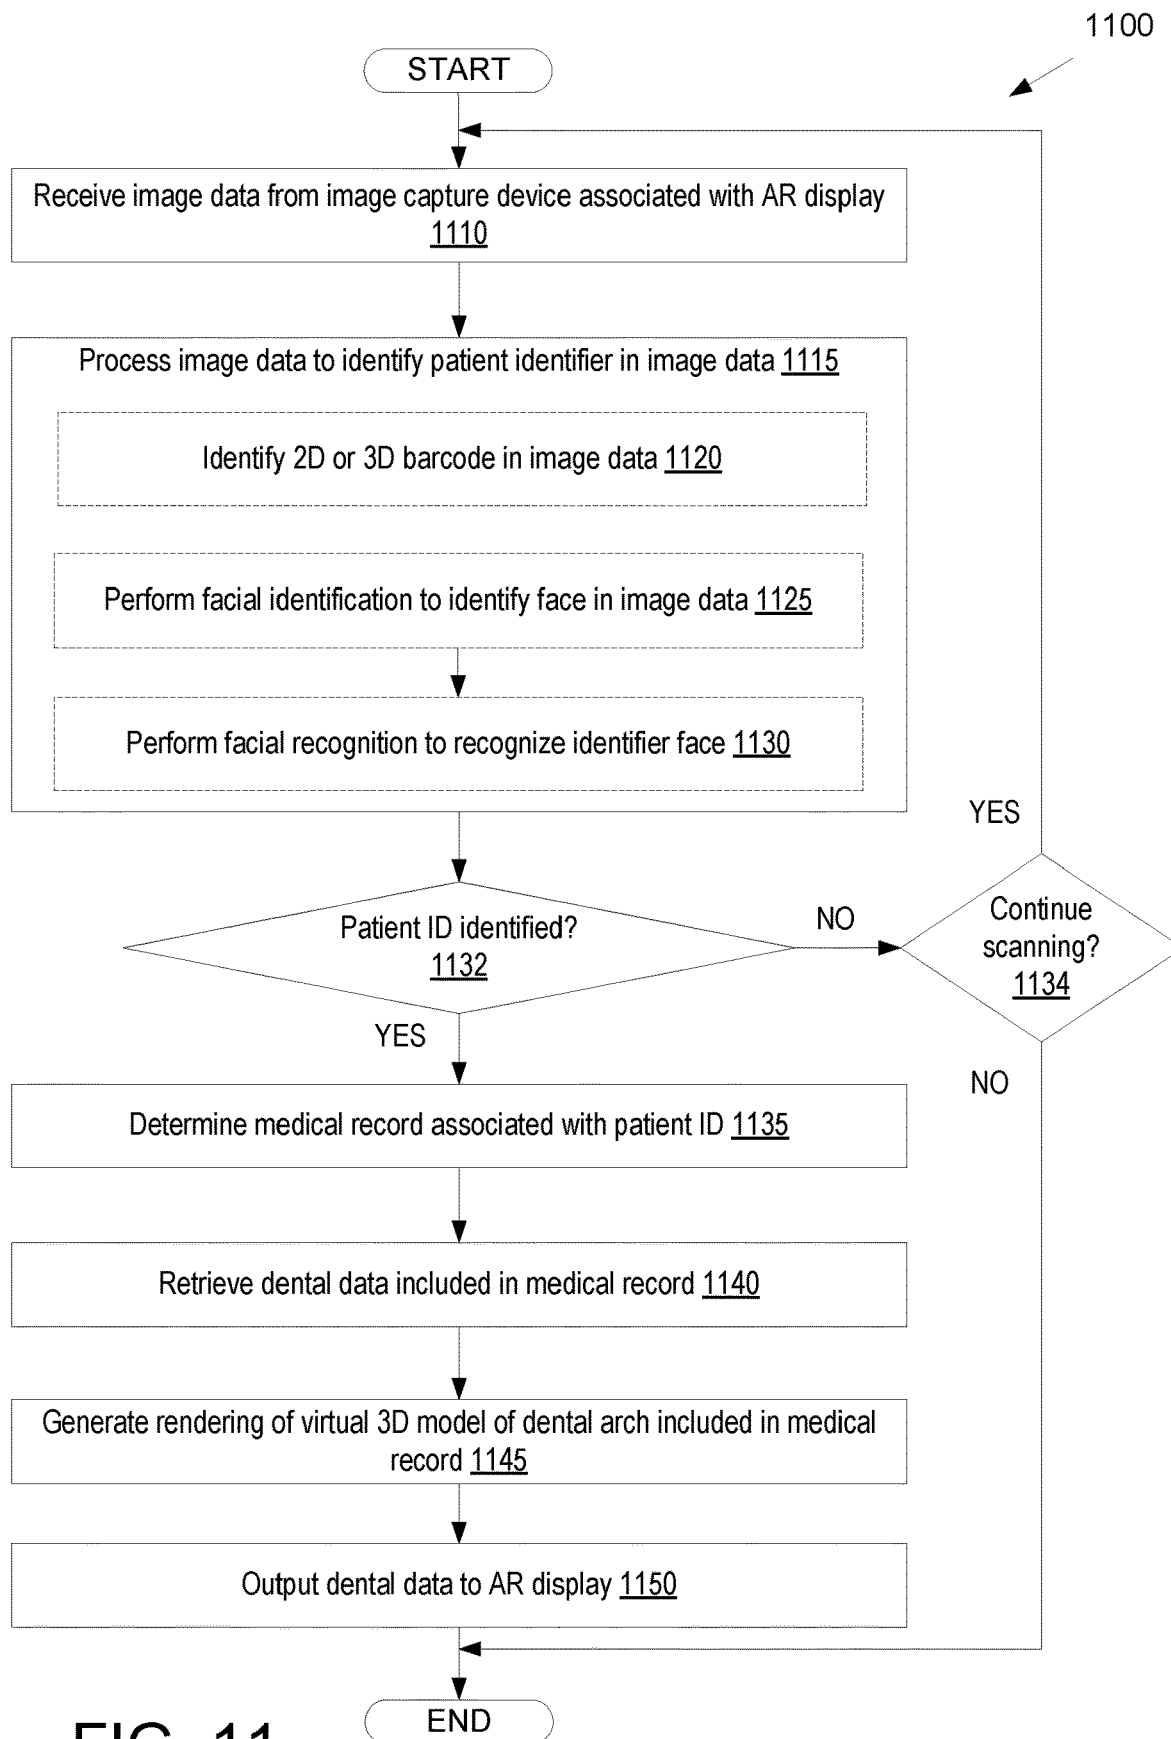 1100
START
Receive image data from image capture device associated with AR display
1110
Process image data to identify patient identifier in image data 1115
Identify 2D or 3D barcode in image data 1120
Perform facial identification to identify face in image data 1125
Perform facial recognition to recognize identifier face 1130
Patient ID identified?
1132
NO
YES
Continue
scanning?
1134
YES
NO
Determine medical record associated with patient ID 1135
Retrieve dental data included in medical record 1140
Generate rendering of virtual 3D model of dental arch included in medical
record 1145
Output dental data to AR display 1150
END
FIG. 11